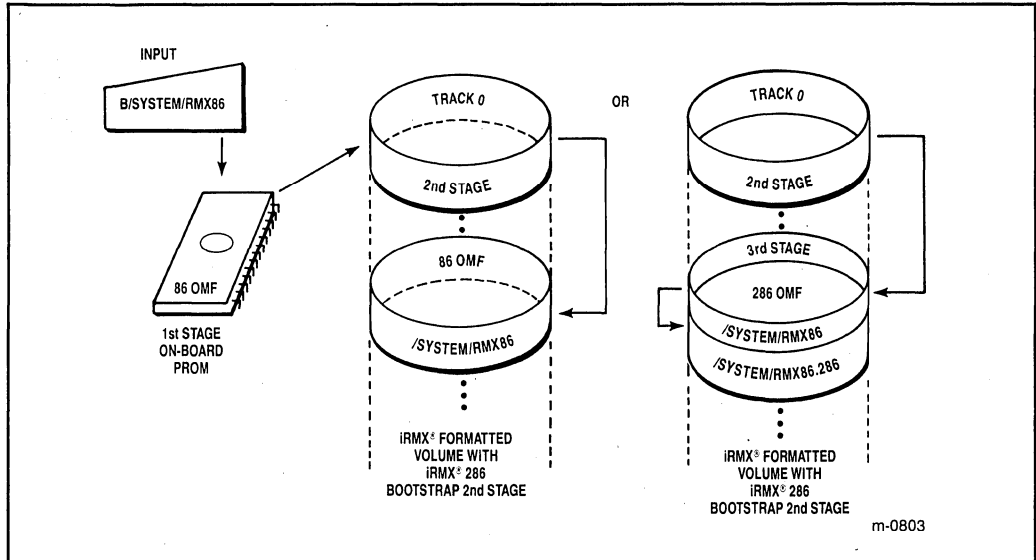 INPUT
B/SYSTEM/RMX86
86 OMF
1st STAGE
ON-BOARD
PROM
TRACK 0
2nd STAGE
86 OMF
/SYSTEM/RMX86
iRMX® FORMATTED
VOLUME WITH
iRMX® 286
BOOTSTRAP 2nd STAGE
OR
TRACK 0
2nd STAGE
3rd STAGE
286 OMF
/SYSTEM/RMX86
/SYSTEM/RMX86.286
iRMX® FORMATTED
VOLUME WITH
iRMX® 286
BOOTSTRAP 2nd STAGE
m-0803